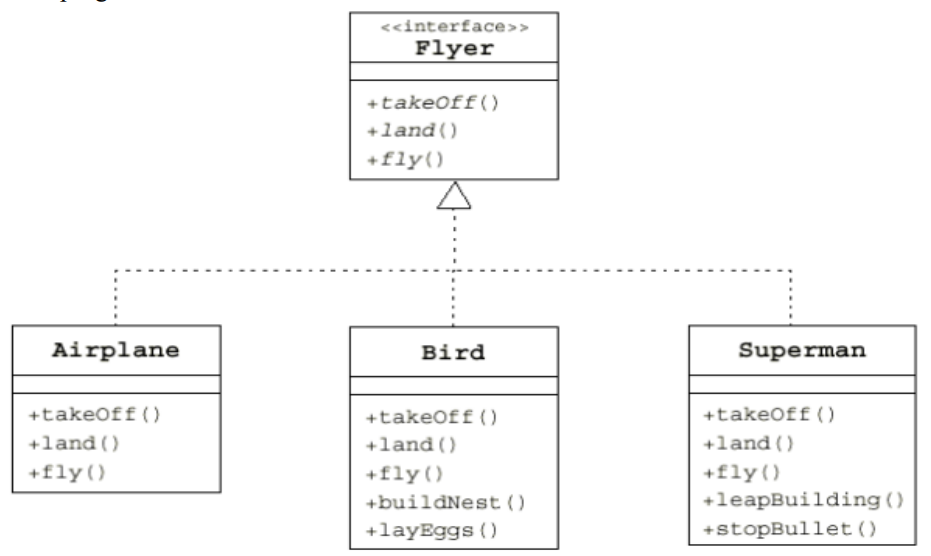 <<interface>>
Flyer
+takeOff()
+land()
+fly()
Airplane
+takeOff()
+land()
+fly()
Bird
+takeOff()
+land()
+fly()
+buildNest()
+layEggs()
Superman
+takeOff()
+land()
+fly()
+leapBuilding()
+stopBullet()